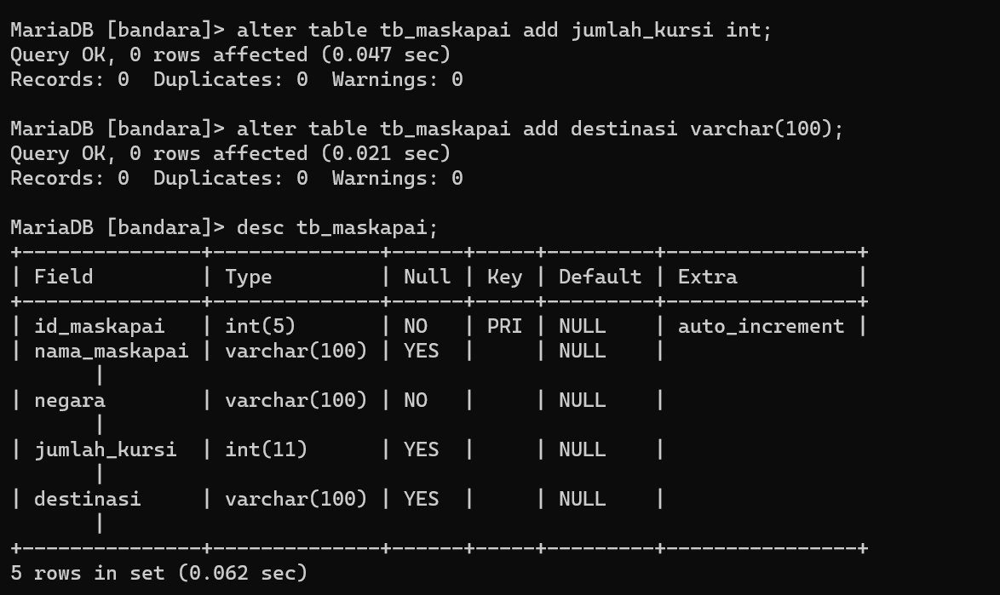 MariaDB [bandara]> alter table tb_maskapai add jumlah_kursi int;
Query OK, 0 rows affected (0.047 sec)
Records: 0  Duplicates: 0  Warnings: 0

MariaDB [bandara]> alter table tb_maskapai add destinasi varchar(100);
Query OK, 0 rows affected (0.021 sec)
Records: 0  Duplicates: 0  Warnings: 0

MariaDB [bandara]> desc tb_maskapai;
+---------------+--------------+------+-----+---------+----------------+
| Field         | Type         | Null | Key | Default | Extra          |
+---------------+--------------+------+-----+---------+----------------+
| id_maskapai   | int(5)       | NO   | PRI | NULL    | auto_increment |
| nama_maskapai | varchar(100) | YES  |     | NULL    |
       |
| negara        | varchar(100) | NO   |     | NULL    |
       |
| jumlah_kursi  | int(11)      | YES  |     | NULL    |
       |
| destinasi     | varchar(100) | YES  |     | NULL    |
       |
+---------------+--------------+------+-----+---------+----------------+
5 rows in set (0.062 sec)